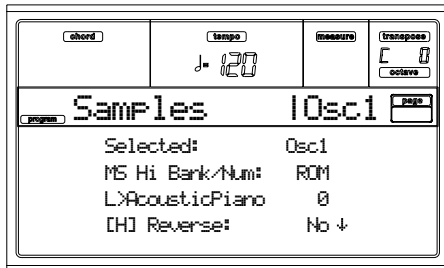 chord tempo measure transpose
♩= 120 C 0
octave
program Samples |Osc1 page
Selected: Osc1
MS Hi Bank/Num: ROM
L>AcousticPiano 0
[H] Reverse: No ↓